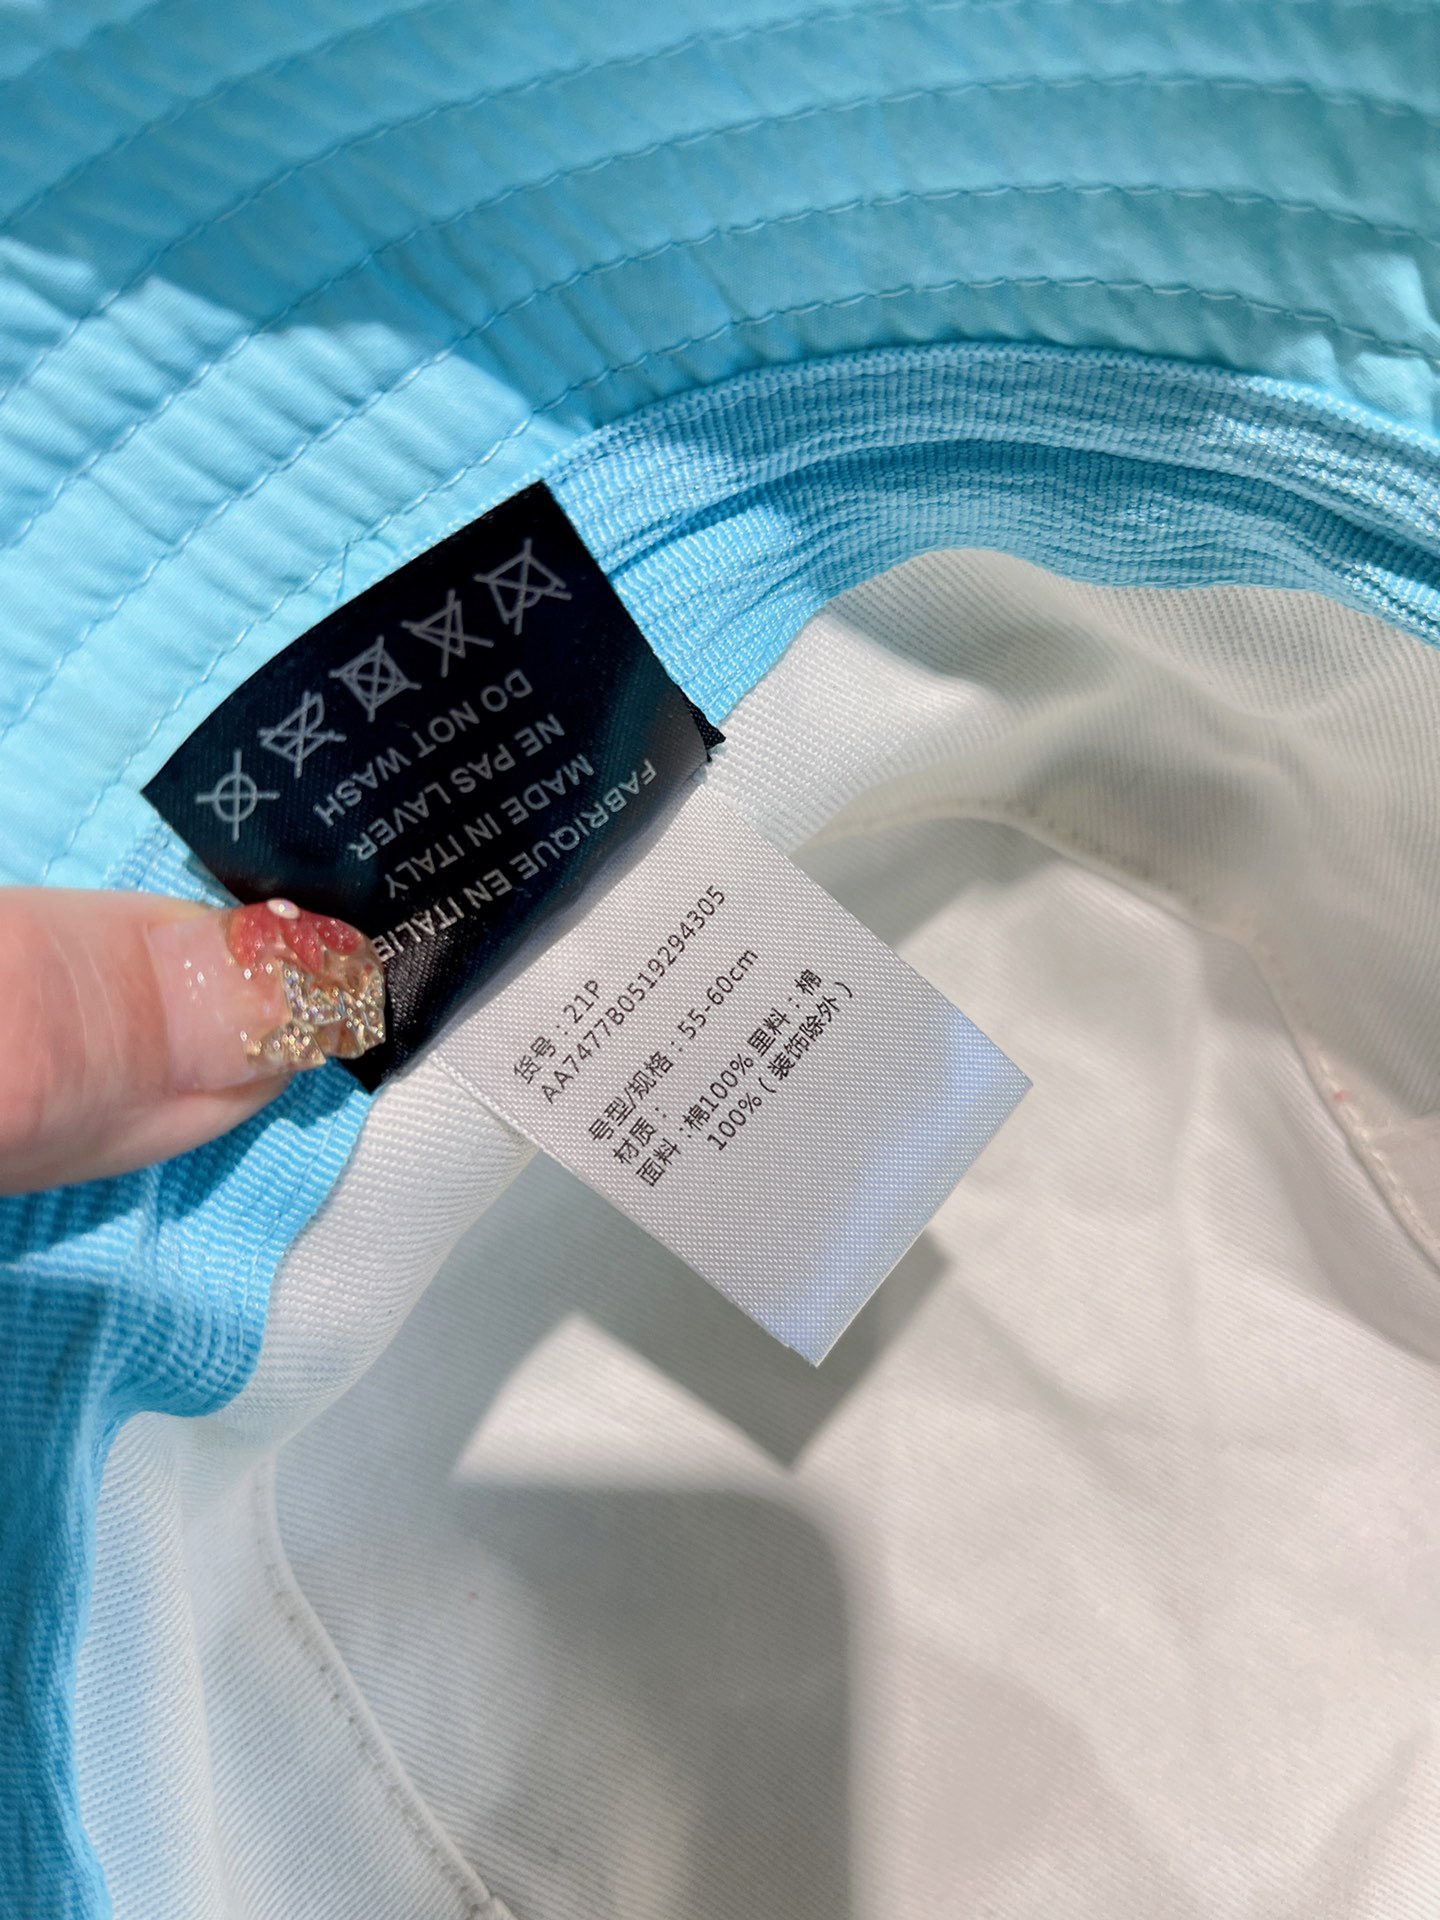 DO NOT WASH
NE PAS LAVER
MADE IN ITALY
FABRIQUE EN ITALIE
货号：21P
AA7477B0519294305
号型/规格：55-60cm
材质：
面料：棉100% 里料：棉
100%（装饰除外）